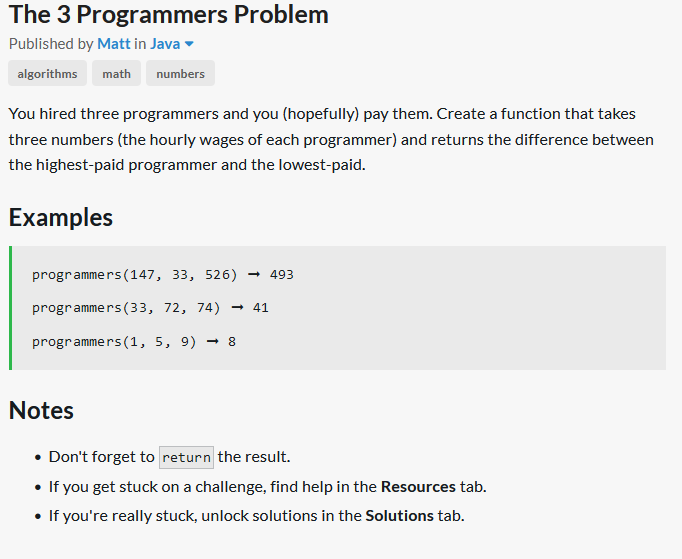 The 3 Programmers Problem
Published by Matt in Java
algorithms math numbers
You hired three programmers and you (hopefully) pay them. Create a function that takes
three numbers (the hourly wages of each programmer) and returns the difference between
the highest-paid programmer and the lowest-paid.
Examples
programmers(147, 33, 526) ➞ 493
programmers(33, 72, 74) ➞ 41
programmers(1, 5, 9) ➞ 8
Notes
• Don't forget to return the result.
• If you get stuck on a challenge, find help in the Resources tab.
• If you're really stuck, unlock solutions in the Solutions tab.